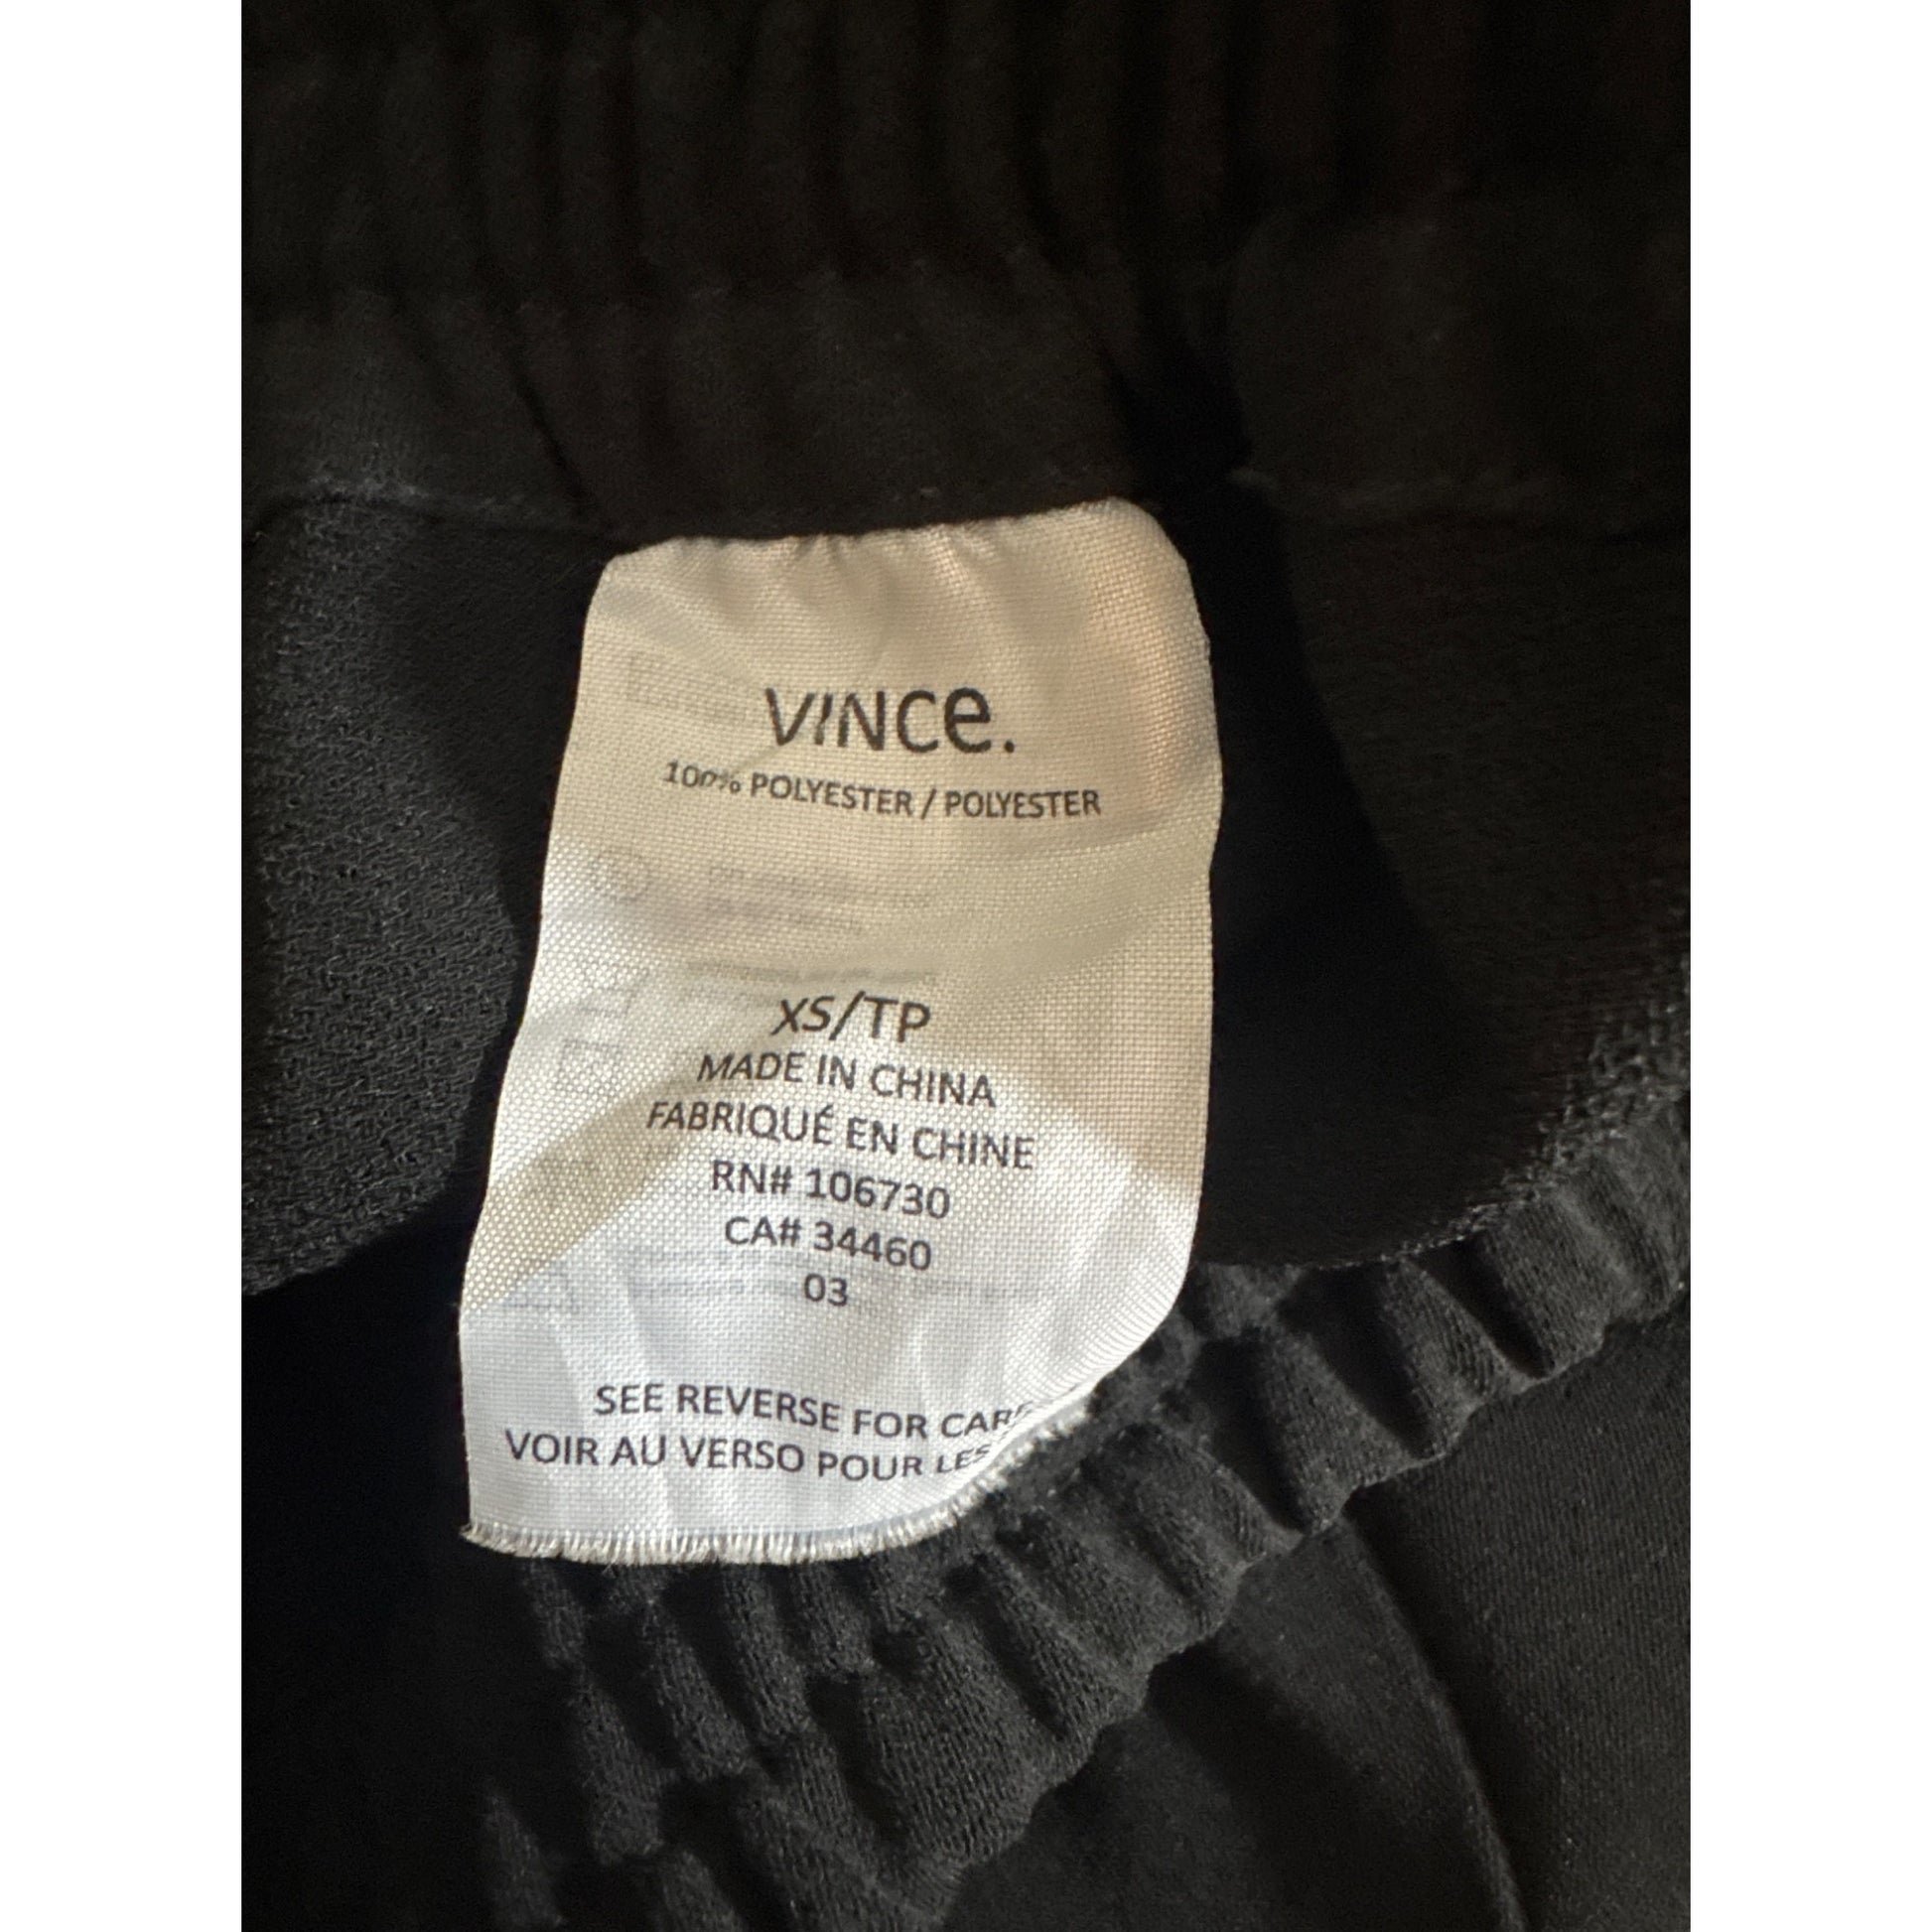 VINCe.
100% POLYESTER / POLYESTER
XS/TP
MADE IN CHINA
FABRIQUÉ EN CHINE
RN# 106730
CA# 34460
03
SEE REVERSE FOR
VOIR AU VERSO POUR LES